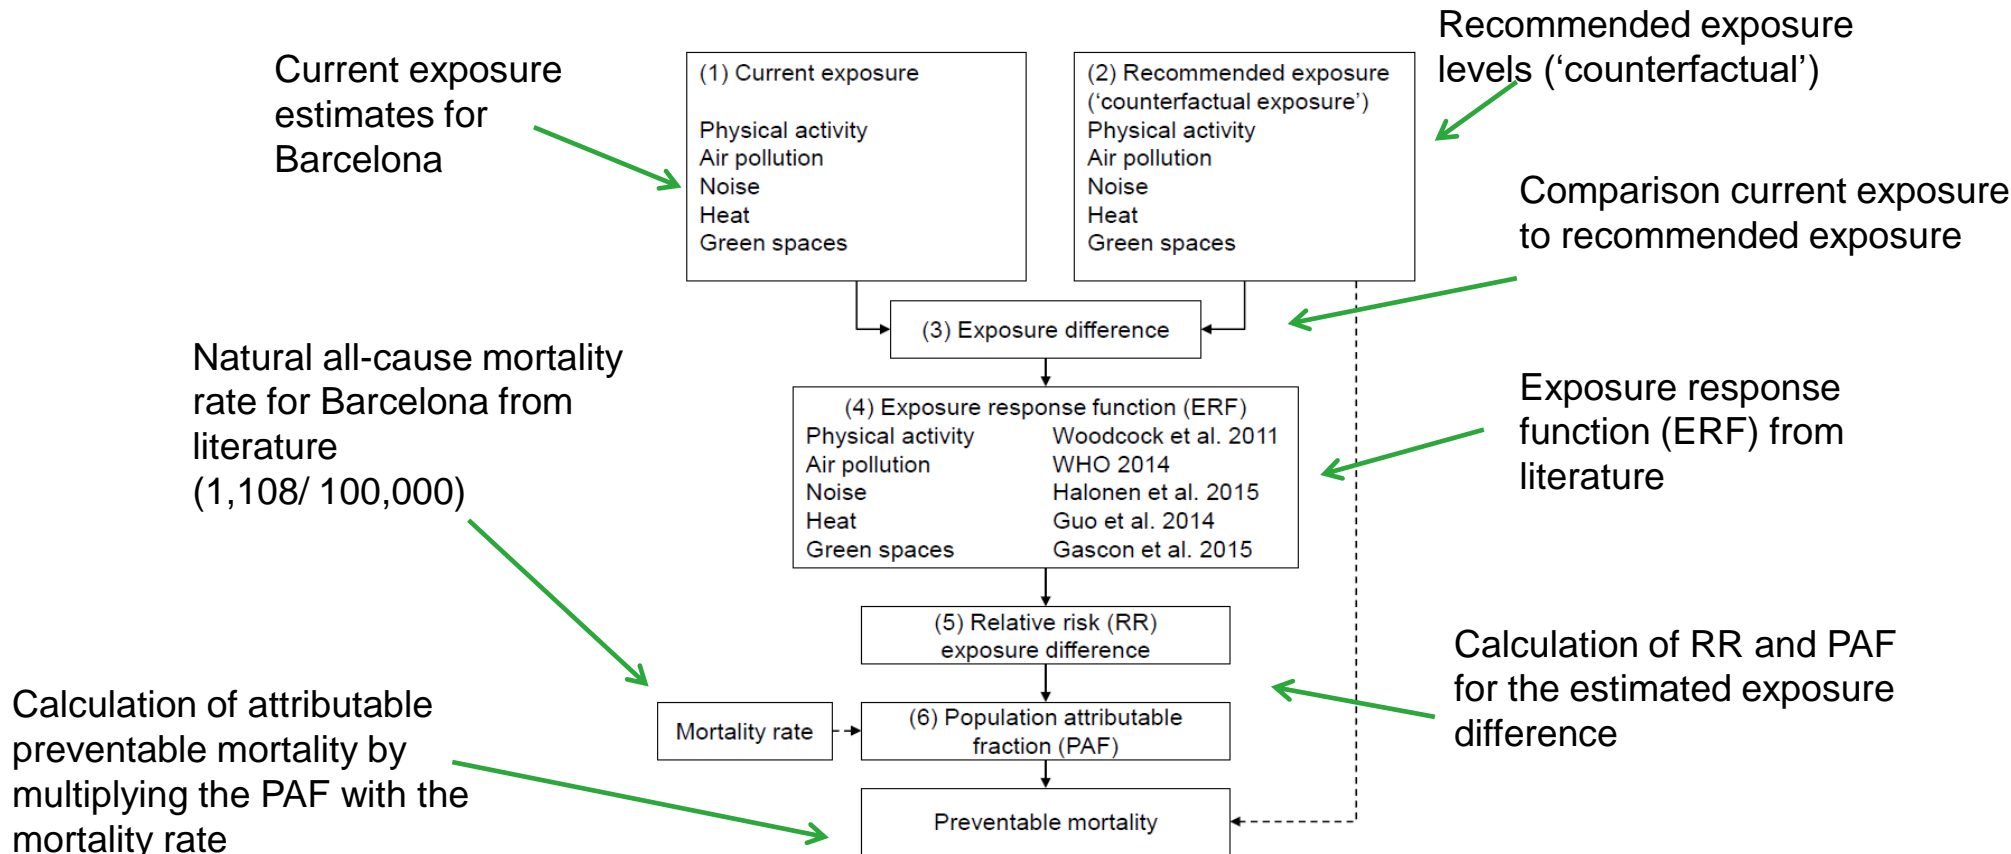 Recommended exposure
levels (‘counterfactual’)
Current exposure
estimates for
Barcelona
(1) Current exposure
Physical activity
Air pollution
Noise
Heat
Green spaces
(2) Recommended exposure
(‘counterfactual exposure’)
Physical activity
Air pollution
Noise
Heat
Green spaces
Comparison current exposure
to recommended exposure
(3) Exposure difference
Natural all-cause mortality
rate for Barcelona from
literature
(1,108/ 100,000)
(4) Exposure response function (ERF)
Physical activity Woodcock et al. 2011
Air pollution WHO 2014
Noise Halonen et al. 2015
Heat Guo et al. 2014
Green spaces Gascon et al. 2015
Exposure response
function (ERF) from
literature
(5) Relative risk (RR)
exposure difference
Calculation of RR and PAF
for the estimated exposure
difference
Mortality rate
(6) Population attributable
fraction (PAF)
Calculation of attributable
preventable mortality by
multiplying the PAF with the
mortality rate
Preventable mortality